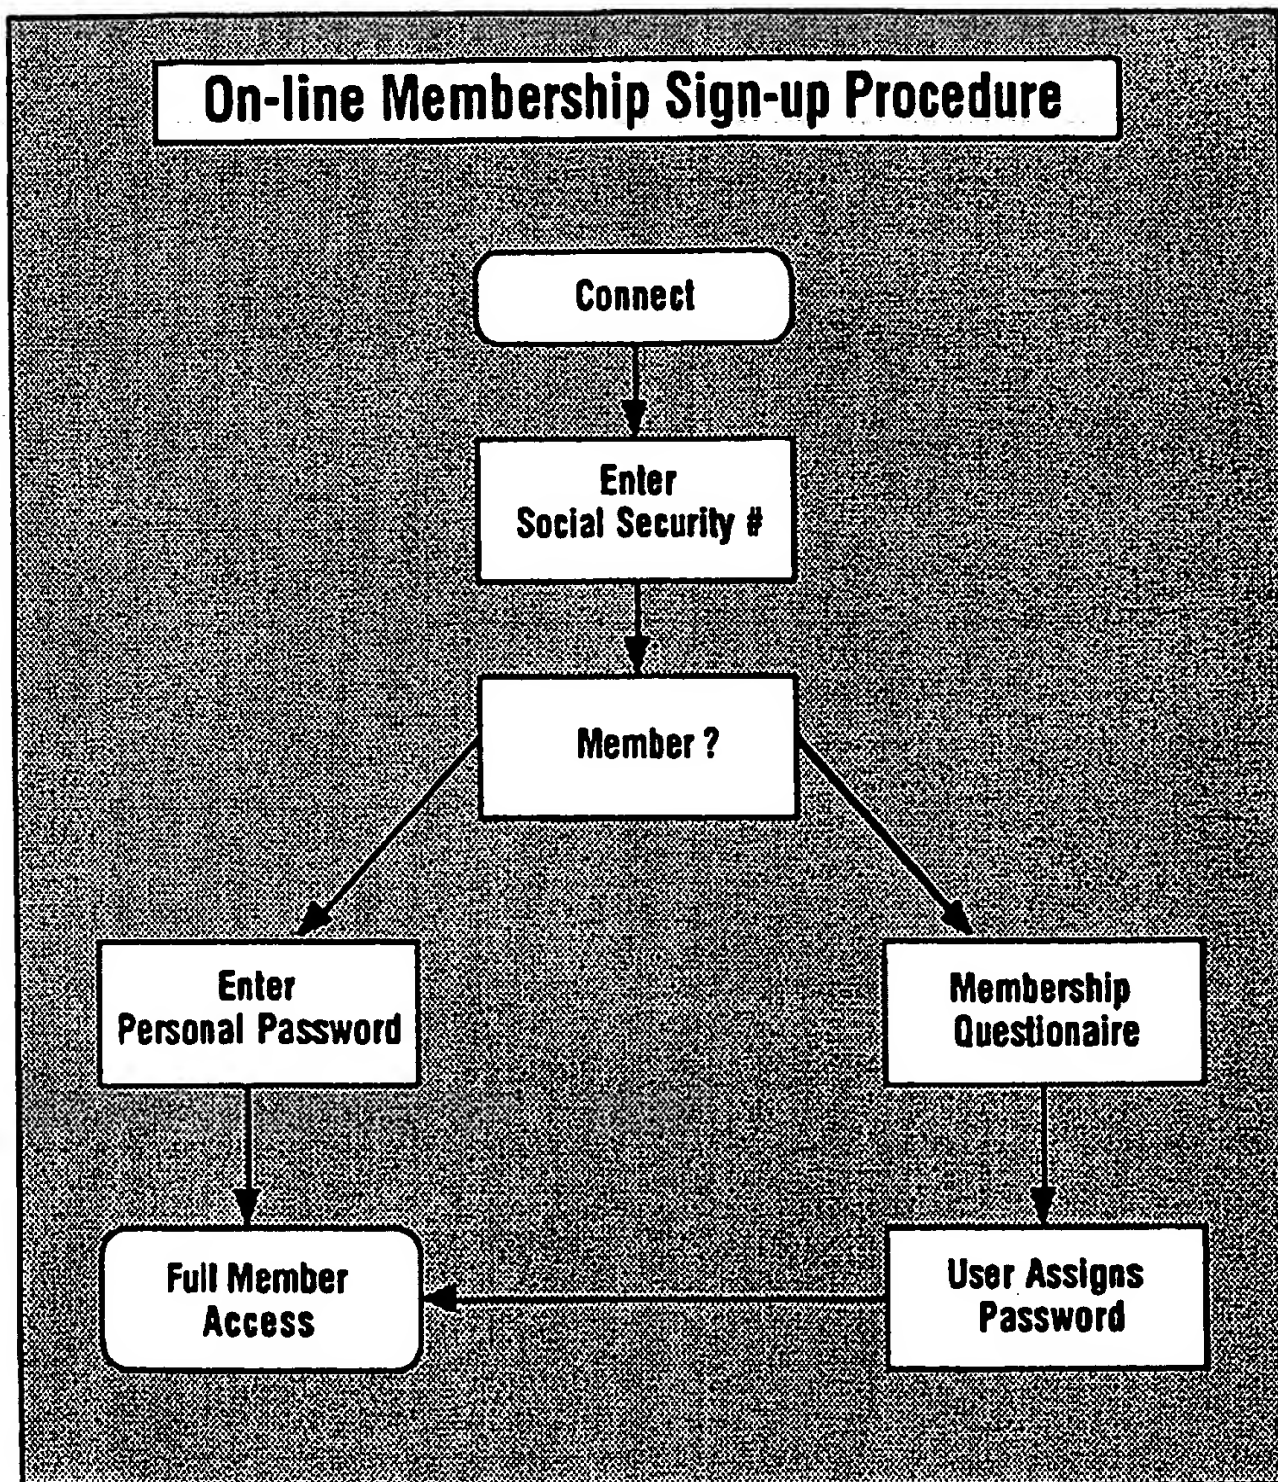 On-line Membership Sign-up Procedure
Connect
Enter
Social Security #
Member ?
Enter
Personal Password
Membership
Questionaire
Full Member
Access
User Assigns
Password